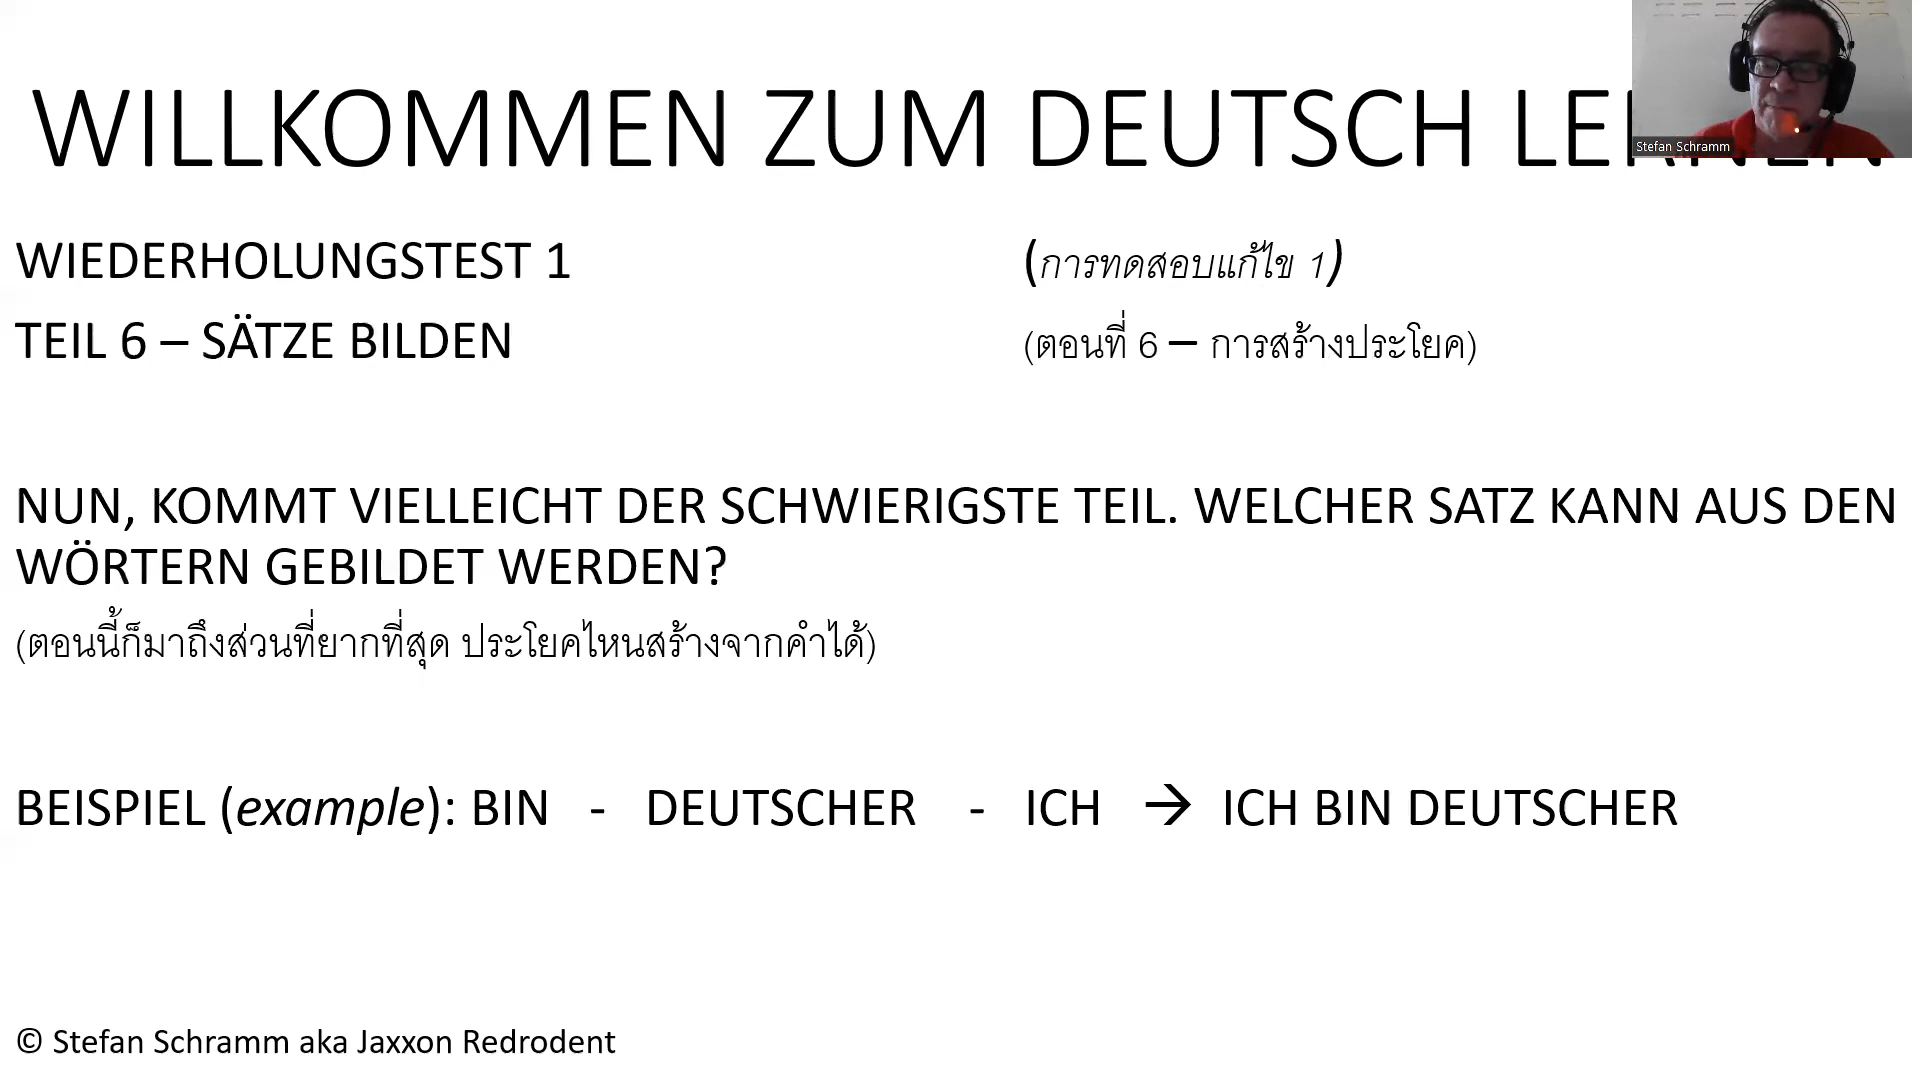 WILLKOMMEN ZUM DEUTSCH LERNEN
Stefan Schramm
WIEDERHOLUNGSTEST 1 (การทดสอบแก้ไข 1)
TEIL 6 – SÄTZE BILDEN (ตอนที่ 6 – การสร้างประโยค)
NUN, KOMMT VIELLEICHT DER SCHWIERIGSTE TEIL. WELCHER SATZ KANN AUS DEN
WÖRTERN GEBILDET WERDEN?
(ตอนนี้ก็มาถึงส่วนที่ยากที่สุด ประโยคไหนสร้างจากคำได้)
BEISPIEL (example): BIN - DEUTSCHER - ICH → ICH BIN DEUTSCHER
© Stefan Schramm aka Jaxxon Redrodent